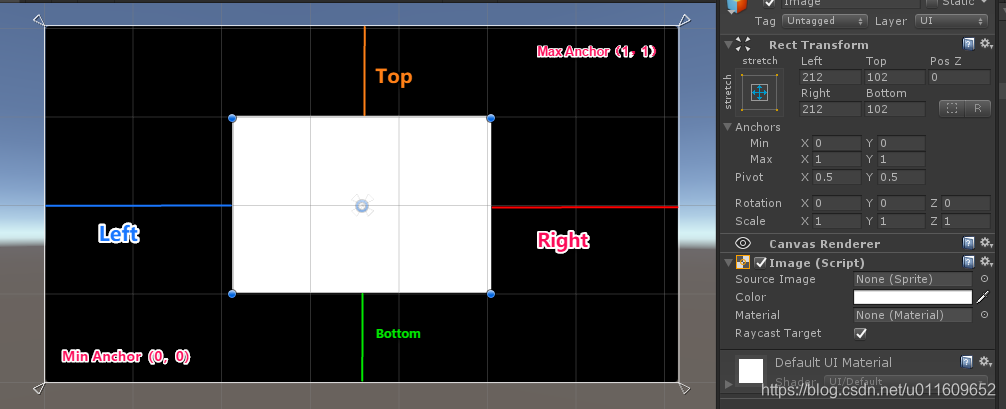 Top
Max Anchor (1, 1)
Left
Right
Bottom
Min Anchor (0, 0)
Image
Static
Tag Untagged Layer UI
Rect Transform
stretch
stretch
Left Top Pos Z
212 102 0
Right Bottom
212 102
R
Anchors
Min X 0 Y 0
Max X 1 Y 1
Pivot X 0.5 Y 0.5
Rotation X 0 Y 0 Z 0
Scale X 1 Y 1 Z 1
Canvas Renderer
Image (Script)
Source Image None (Sprite)
Color
Material None (Material)
Raycast Target
Default UI Material
Shader UI/Default
https://blog.csdn.net/u011609652